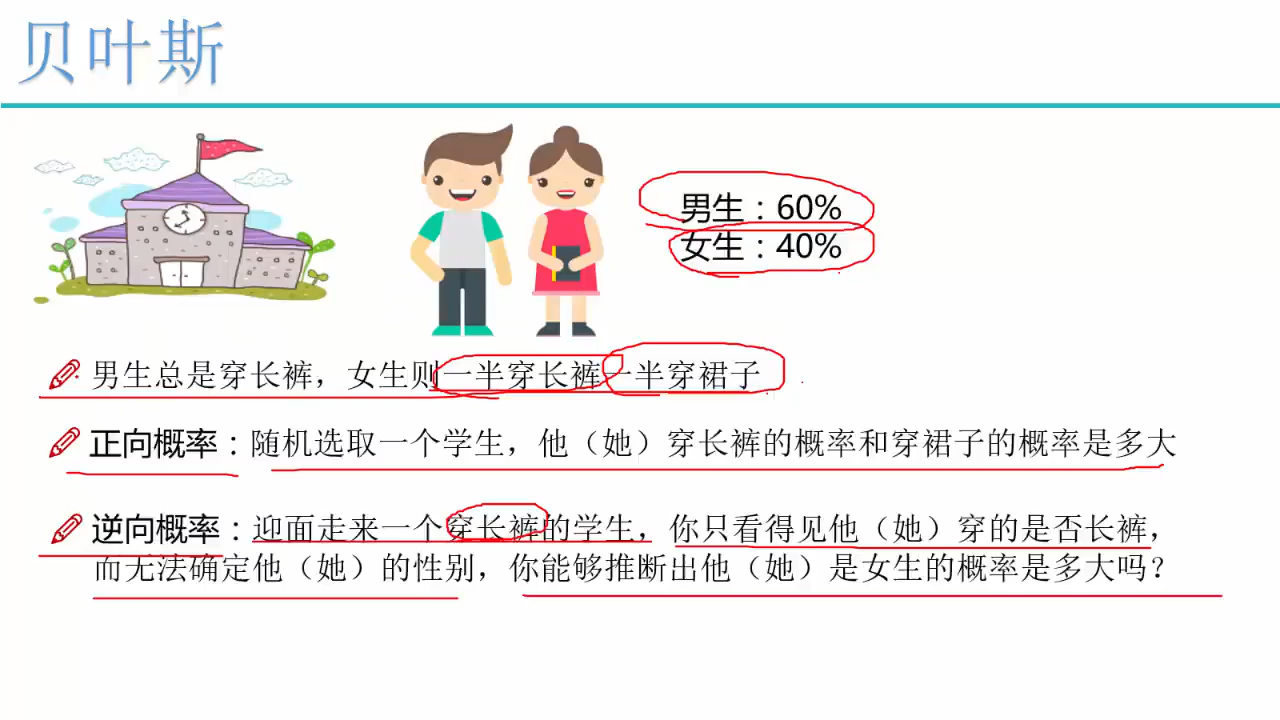 贝叶斯
男生：60%
女生：40%
男生总是穿长裤，女生则一半穿长裤一半穿裙子
正向概率：随机选取一个学生，他（她）穿长裤的概率和穿裙子的概率是多大
逆向概率：迎面走来一个穿长裤的学生，你只看得见他（她）穿的是否长裤，
而无法确定他（她）的性别，你能够推断出他（她）是女生的概率是多大吗？